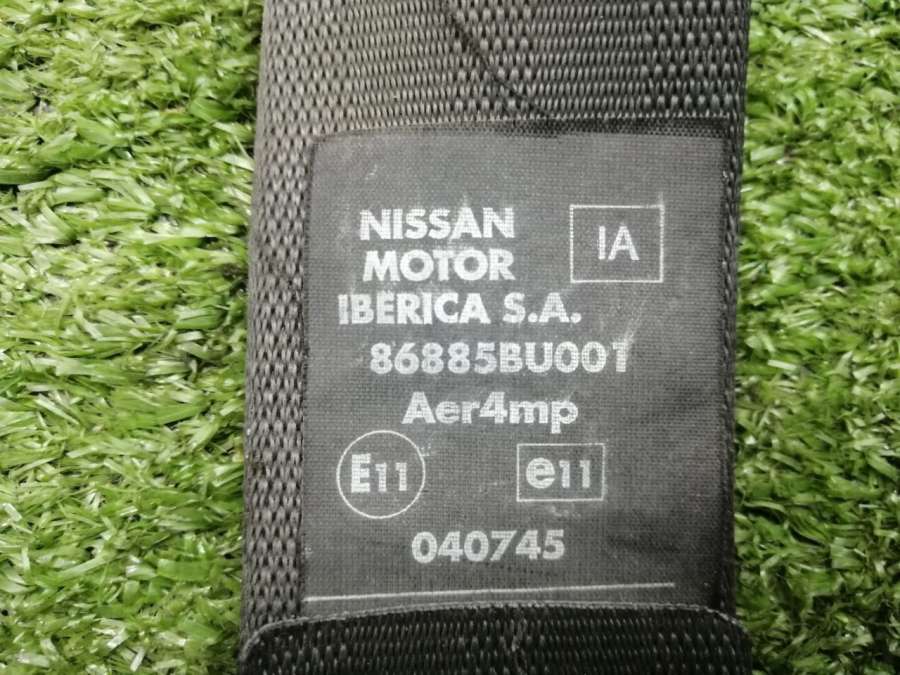 NISSAN
MOTOR
IBERICA S.A.
IA
86885BU001
Aer4mp
E11
e11
040745